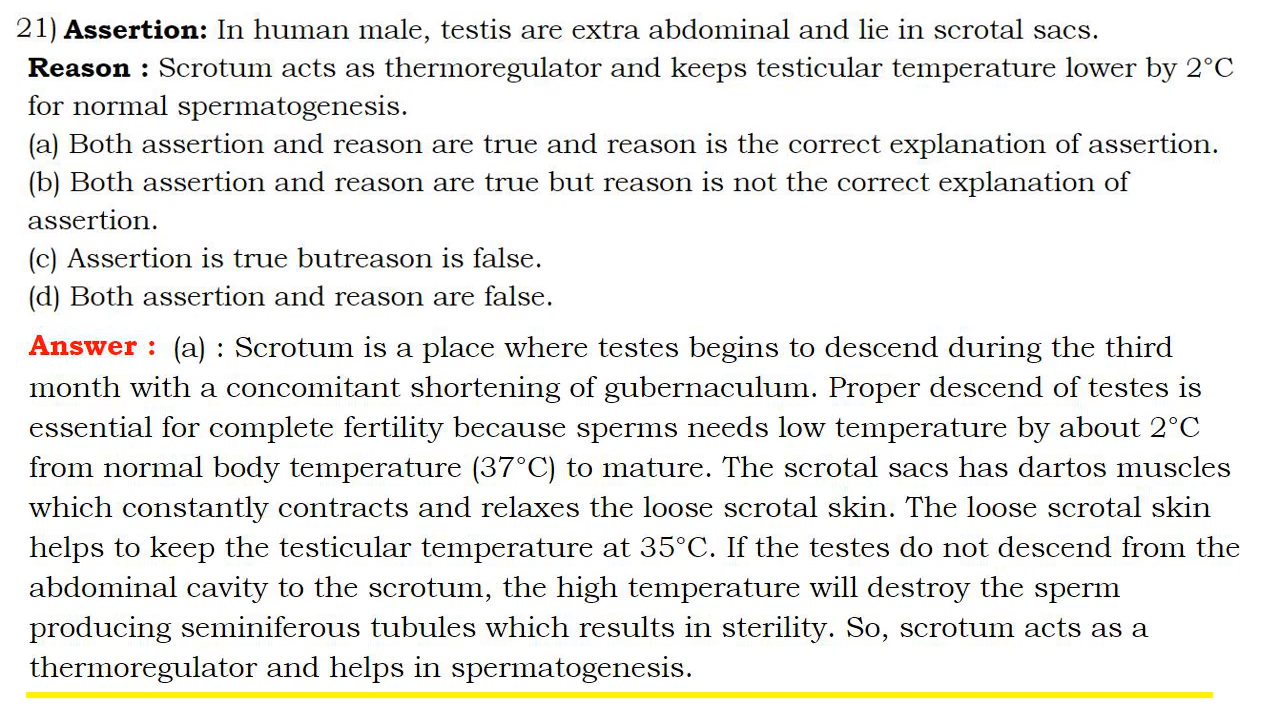 21) Assertion: In human male, testis are extra abdominal and lie in scrotal sacs.
Reason : Scrotum acts as thermoregulator and keeps testicular temperature lower by 2°C
for normal spermatogenesis.
(a) Both assertion and reason are true and reason is the correct explanation of assertion.
(b) Both assertion and reason are true but reason is not the correct explanation of
assertion.
(c) Assertion is true butreason is false.
(d) Both assertion and reason are false.
Answer : (a) : Scrotum is a place where testes begins to descend during the third
month with a concomitant shortening of gubernaculum. Proper descend of testes is
essential for complete fertility because sperms needs low temperature by about 2°C
from normal body temperature (37°C) to mature. The scrotal sacs has dartos muscles
which constantly contracts and relaxes the loose scrotal skin. The loose scrotal skin
helps to keep the testicular temperature at 35°C. If the testes do not descend from the
abdominal cavity to the scrotum, the high temperature will destroy the sperm
producing seminiferous tubules which results in sterility. So, scrotum acts as a
thermoregulator and helps in spermatogenesis.